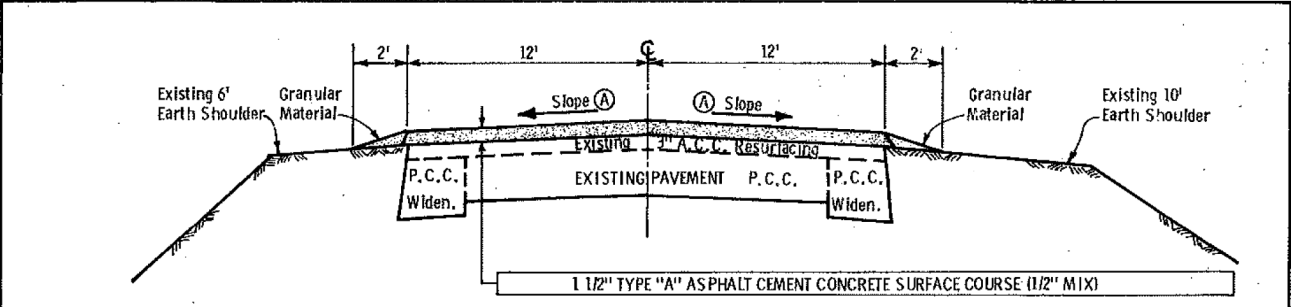 2' 12' ℄ 12' 2'
Existing 6'
Earth Shoulder
Granular
Material
Slope Ⓐ
Ⓐ Slope
Granular
Material
Existing 10'
Earth Shoulder
Existing 3" A.C.C. Resurfacing
P.C.C.
Widen.
EXISTING PAVEMENT P.C.C.
P.C.C.
Widen.
1 1/2" TYPE "A" ASPHALT CEMENT CONCRETE SURFACE COURSE (1/2" MIX)